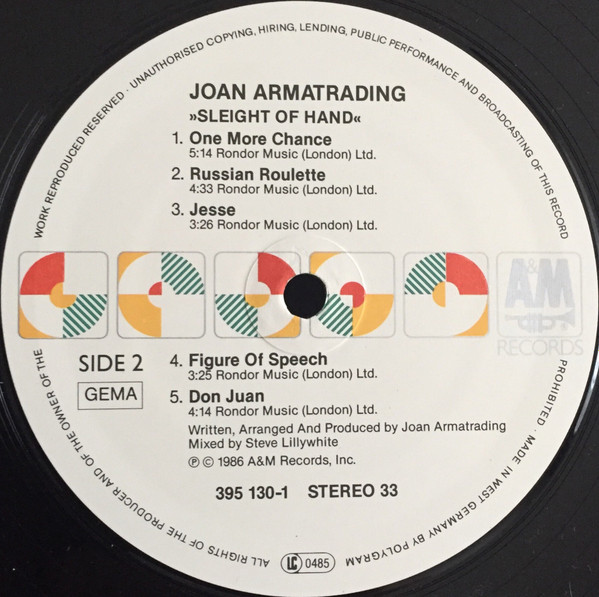 WORK REPRODUCED RESERVED · UNAUTHORISED COPYING, HIRING, LENDING, PUBLIC PERFORMANCE AND BROADCASTING OF THIS RECORD
JOAN ARMATRADING
»SLEIGHT OF HAND«
1. One More Chance
5:14 Rondor Music (London) Ltd.
2. Russian Roulette
4:33 Rondor Music (London) Ltd.
3. Jesse
3:26 Rondor Music (London) Ltd.
A&M
RECORDS
SIDE 2
GEMA
4. Figure Of Speech
3:25 Rondor Music (London) Ltd.
5. Don Juan
4:14 Rondor Music (London) Ltd.
Written, Arranged And Produced by Joan Armatrading
Mixed by Steve Lillywhite
℗ © 1986 A&M Records, Inc.
395 130-1 STEREO 33
PROHIBITED · MADE IN WEST GERMANY BY POLYGRAM
LC 0485
ALL RIGHTS OF THE PRODUCER AND OF THE OWNER OF THE